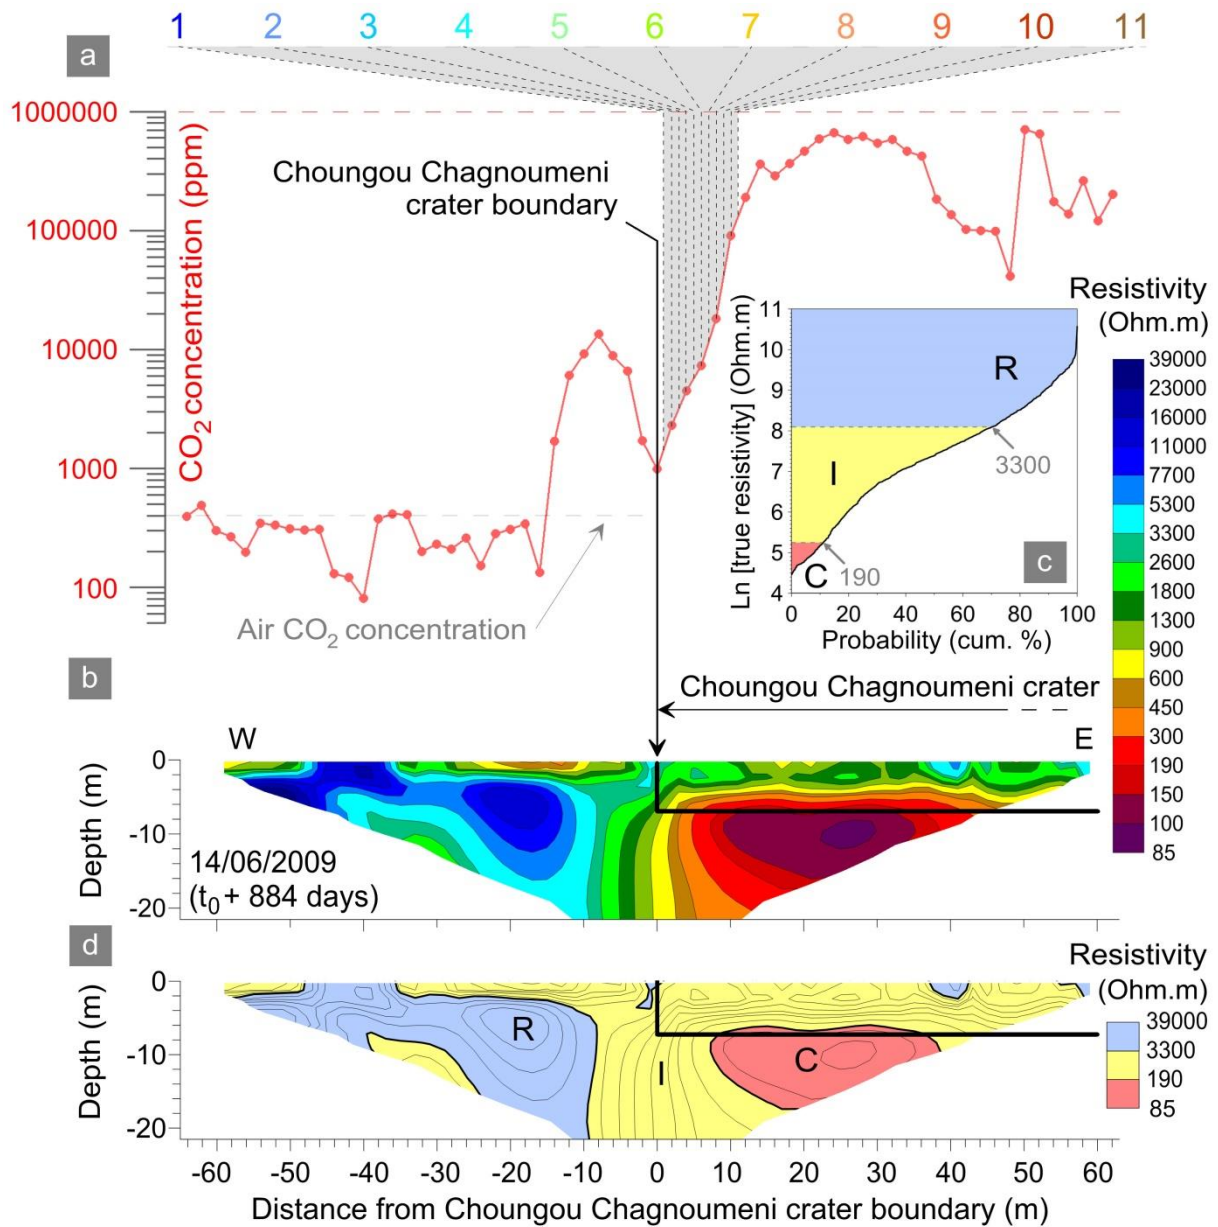 1 2 3 4 5 6 7 8 9 10 11
a
1000000
100000
10000
1000
100
CO2 concentration (ppm)
Choungou Chagnoumeni
crater boundary
Air CO2 concentration
Resistivity
(Ohm.m)
39000
23000
16000
11000
7700
5300
3300
2600
1800
1300
900
600
450
300
190
150
100
85
11
10
9
8
7
6
5
4
Ln [true resistivity] (Ohm.m)
R
I
C
3300
190
c
0 20 40 60 80 100
Probability (cum. %)
b
Choungou Chagnoumeni crater
W
E
0
-10
-20
Depth (m)
14/06/2009
(t0 + 884 days)
d
Resistivity
(Ohm.m)
39000
3300
190
85
0
-10
-20
Depth (m)
R
I
C
-60 -50 -40 -30 -20 -10 0 10 20 30 40 50 60
Distance from Choungou Chagnoumeni crater boundary (m)